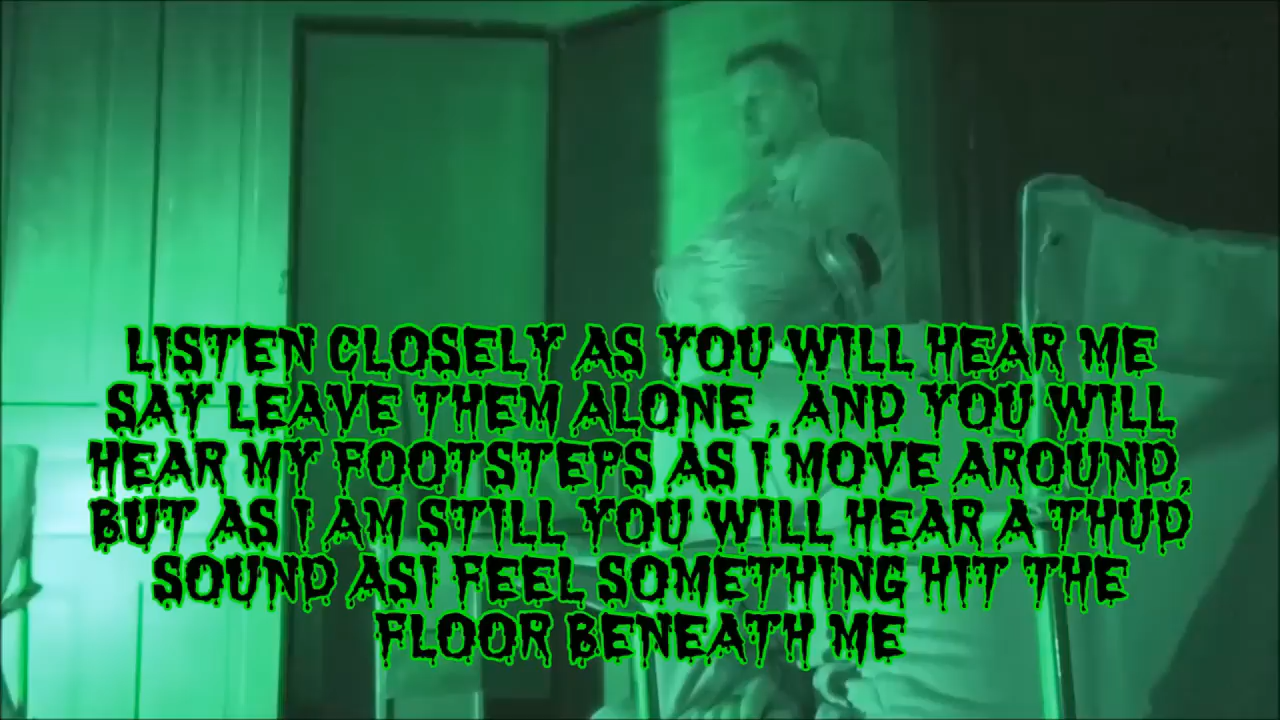 LISTEN CLOSELY AS YOU WILL HEAR ME
SAY LEAVE THEM ALONE , AND YOU WILL
HEAR MY FOOTSTEPS AS I MOVE AROUND,
BUT AS I AM STILL YOU WILL HEAR A THUD
SOUND ASI FEEL SOMETHING HIT THE
FLOOR BENEATH ME